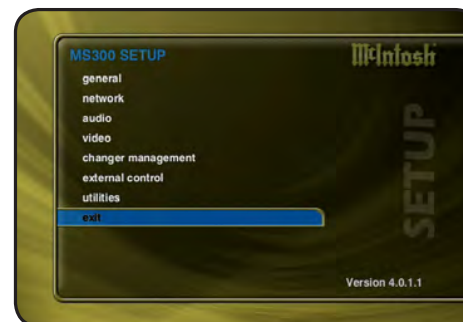 MS300 SETUP
McIntosh
general
network
audio
video
changer management
external control
utilities
exit
SETUP
Version 4.0.1.1